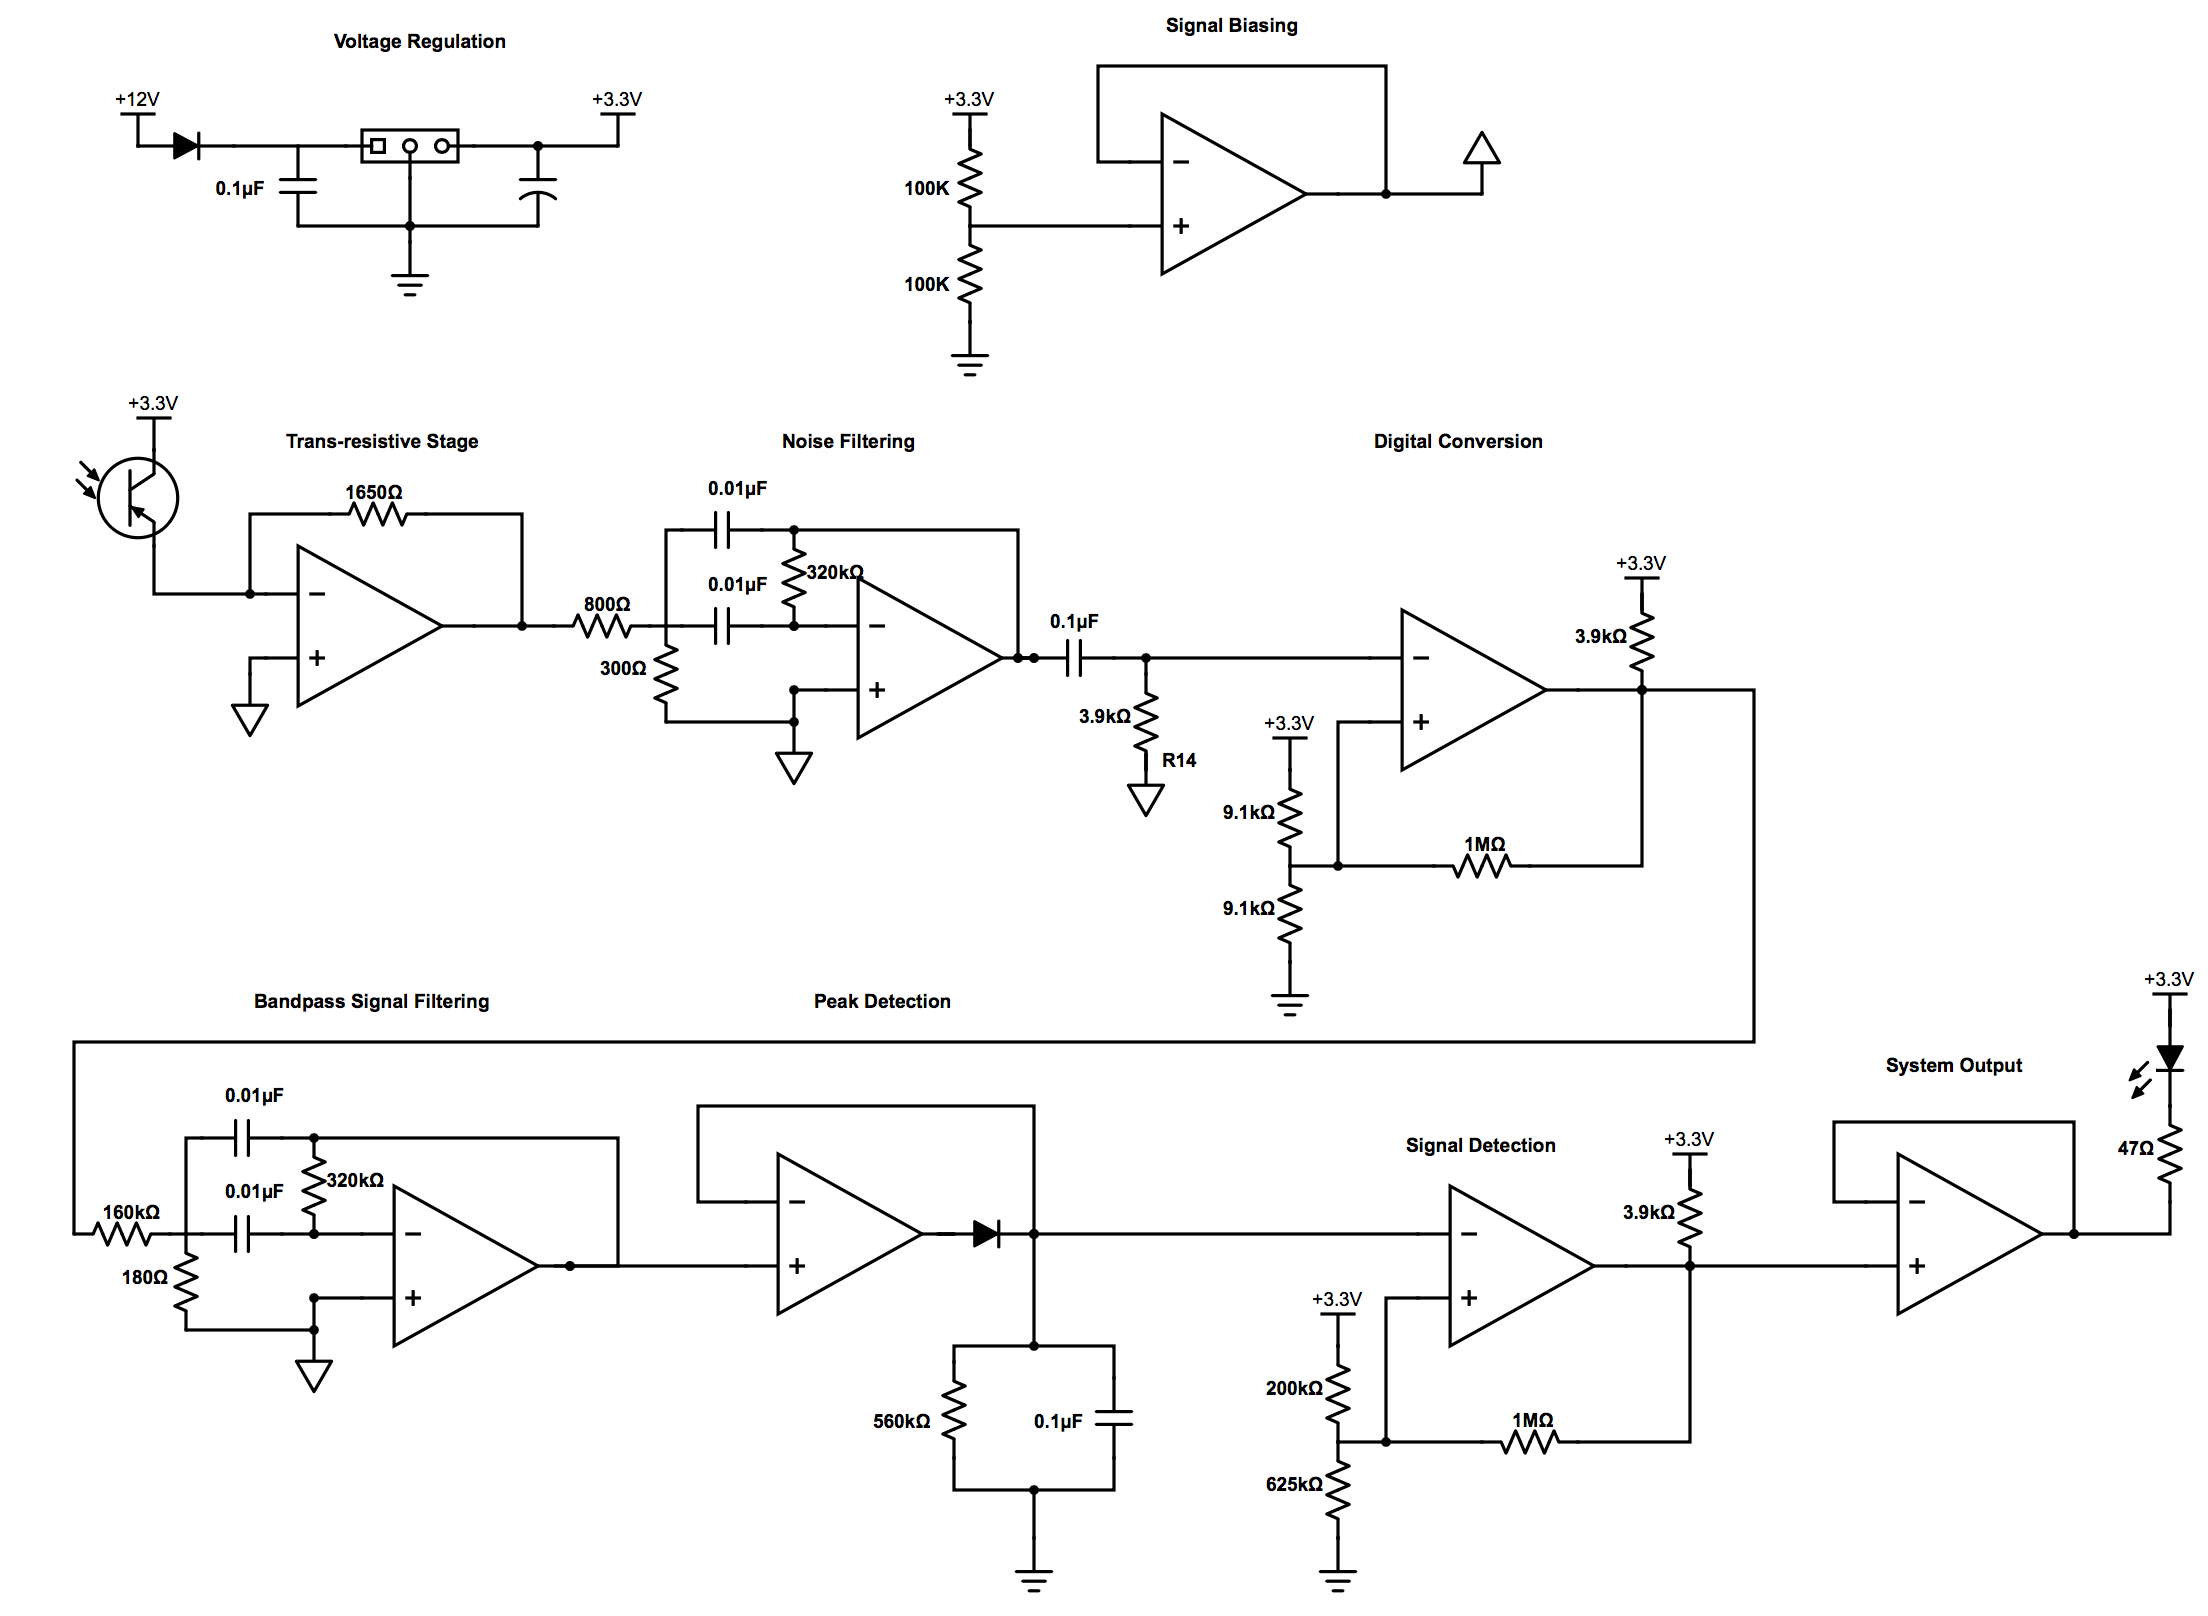 Voltage Regulation
+12V
+3.3V
0.1µF
Signal Biasing
+3.3V
100K
100K
+3.3V
Trans-resistive Stage
1650Ω
Noise Filtering
0.01µF
0.01µF
320kΩ
800Ω
300Ω
0.1µF
3.9kΩ
R14
Digital Conversion
+3.3V
3.9kΩ
+3.3V
9.1kΩ
1MΩ
9.1kΩ
Bandpass Signal Filtering
0.01µF
0.01µF
320kΩ
160kΩ
180Ω
Peak Detection
560kΩ
0.1µF
Signal Detection
+3.3V
3.9kΩ
+3.3V
200kΩ
1MΩ
625kΩ
System Output
+3.3V
47Ω